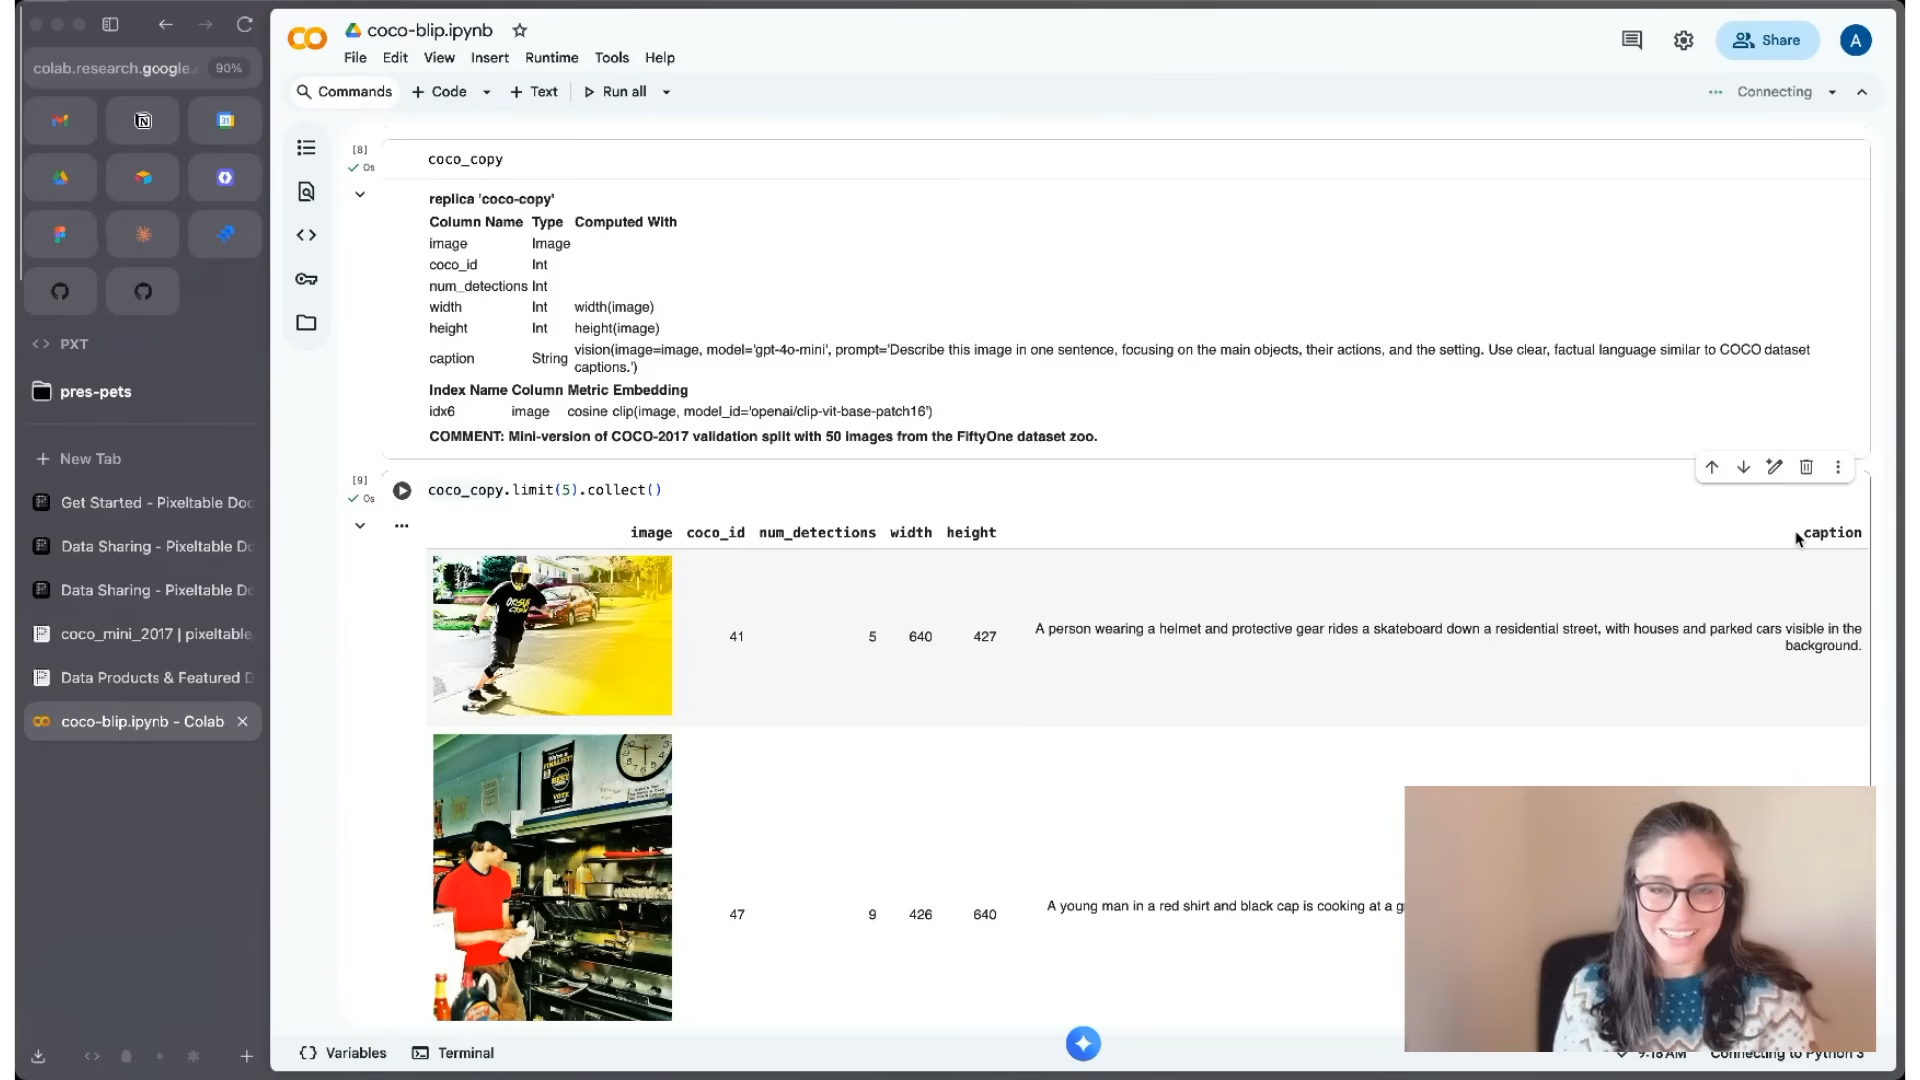 colab.research.google.
90%
PXT
pres-pets
New Tab
Get Started - Pixeltable Doc
Data Sharing - Pixeltable Do
Data Sharing - Pixeltable Do
coco_mini_2017 | pixeltable
Data Products & Featured D
coco-blip.ipynb - Colab
coco-blip.ipynb
File Edit View Insert Runtime Tools Help
Share
A
Commands + Code + Text Run all
Connecting
[8]
0s
coco_copy
replica 'coco-copy'
Column Name Type Computed With
image Image
coco_id Int
num_detections Int
width Int width(image)
height Int height(image)
caption String vision(image=image, model='gpt-4o-mini', prompt='Describe this image in one sentence, focusing on the main objects, their actions, and the setting. Use clear, factual language similar to COCO dataset
captions.')
Index Name Column Metric Embedding
idx6 image cosine clip(image, model_id='openai/clip-vit-base-patch16')
COMMENT: Mini-version of COCO-2017 validation split with 50 images from the FiftyOne dataset zoo.
[9]
0s
coco_copy.limit(5).collect()
image coco_id num_detections width height caption
41 5 640 427 A person wearing a helmet and protective gear rides a skateboard down a residential street, with houses and parked cars visible in the
background.
47 9 426 640 A young man in a red shirt and black cap is cooking at a
Variables Terminal
9:18 AM Connecting to Python 3